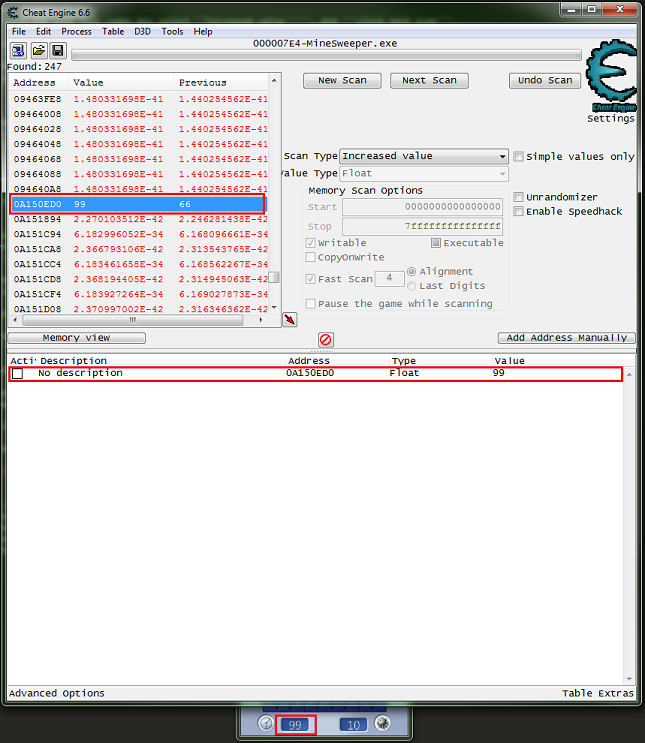 Cheat Engine 6.6
File Edit Process Table D3D Tools Help
000007E4-MineSweeper.exe
Found:247
Address Value Previous
09463FE8 1.480331698E-41 1.440254562E-41
09464008 1.480331698E-41 1.440254562E-41
09464028 1.480331698E-41 1.440254562E-41
09464048 1.480331698E-41 1.440254562E-41
09464068 1.480331698E-41 1.440254562E-41
09464088 1.480331698E-41 1.440254562E-41
094640A8 1.480331698E-41 1.440254562E-41
0A150ED0 99 66
0A151894 2.270103512E-42 2.246281438E-42
0A151C94 6.182996052E-34 6.168096661E-34
0A151CA8 2.366793106E-42 2.313543765E-42
0A151CC4 6.183461658E-34 6.168562267E-34
0A151CD8 2.368194405E-42 2.314945063E-42
0A151CF4 6.183927264E-34 6.169027873E-34
0A151D08 2.370997002E-42 2.316346362E-42
New Scan Next Scan Undo Scan
Cheat Engine
Settings
Scan Type Increased value
Simple values only
Value Type Float
Memory Scan Options
Start 0000000000000000
Stop 7fffffffffffffff
Writable Executable
CopyOnWrite
Fast Scan 4 Alignment
Last Digits
Pause the game while scanning
Unrandomizer
Enable Speedhack
Memory view
Add Address Manually
Acti Description Address Type Value
No description 0A150ED0 Float 99
Advanced Options Table Extras
99 10